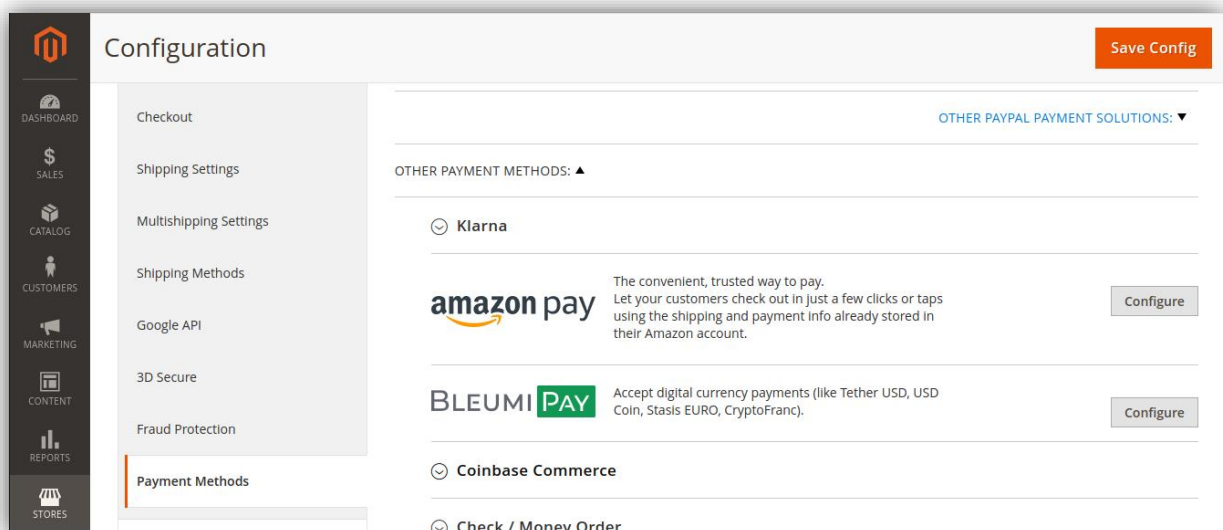 Configuration
Save Config
DASHBOARD
SALES
CATALOG
CUSTOMERS
MARKETING
CONTENT
REPORTS
STORES
Checkout
Shipping Settings
Multishipping Settings
Shipping Methods
Google API
3D Secure
Fraud Protection
Payment Methods
OTHER PAYPAL PAYMENT SOLUTIONS:
OTHER PAYMENT METHODS:
Klarna
amazon pay
The convenient, trusted way to pay.
Let your customers check out in just a few clicks or taps
using the shipping and payment info already stored in
their Amazon account.
Configure
BLEUMI PAY
Accept digital currency payments (like Tether USD, USD
Coin, Stasis EURO, CryptoFranc).
Configure
Coinbase Commerce
Check / Money Order